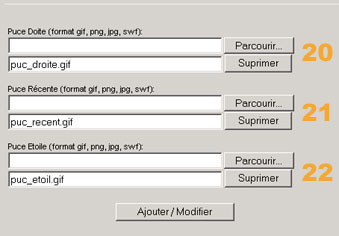 Puce Doite (format gif, png, jpg, swf):
Parcourir... 20
puc_droite.gif Suprimer
Puce Récente (format gif, png, jpg, swf):
Parcourir... 21
puc_recent.gif Suprimer
Puce Etoile (format gif, png, jpg, swf):
Parcourir... 22
puc_etoil.gif Suprimer
Ajouter / Modifier